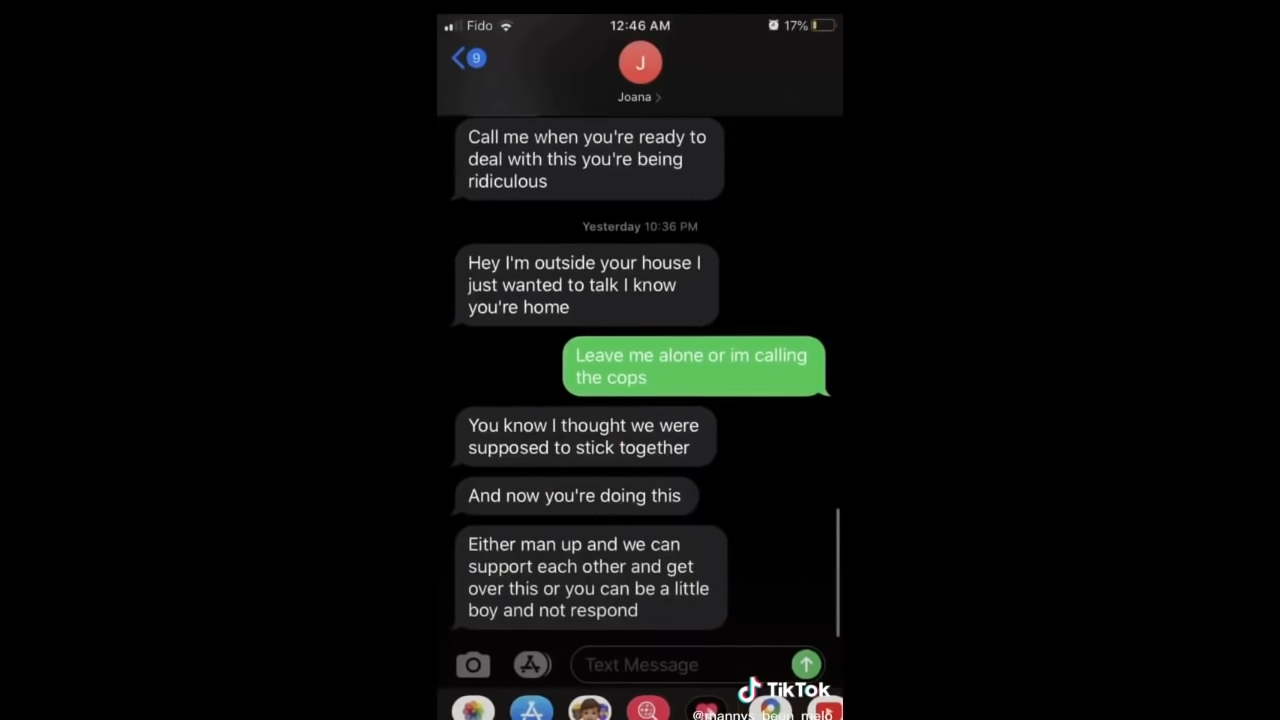 Fido
12:46 AM
17%
9
J
Joana
Call me when you're ready to
deal with this you're being
ridiculous
Yesterday 10:36 PM
Hey I'm outside your house I
just wanted to talk I know
you're home
Leave me alone or im calling
the cops
You know I thought we were
supposed to stick together
And now you're doing this
Either man up and we can
support each other and get
over this or you can be a little
boy and not respond
Text Message
TikTok
@mannys_bean_melo